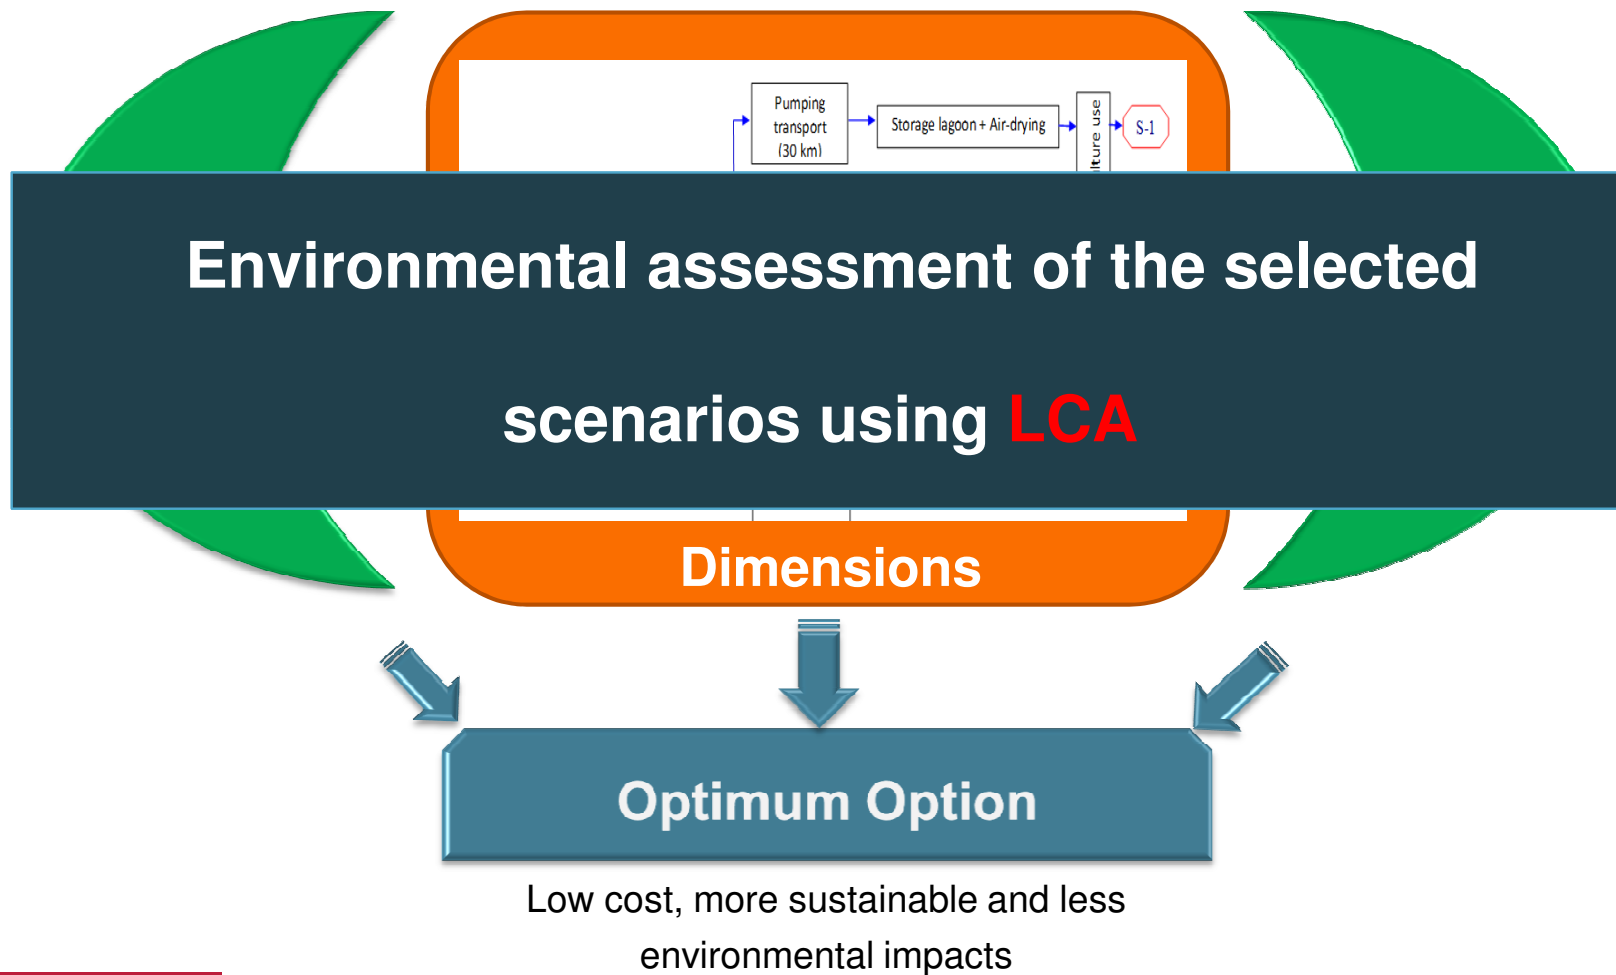 Pumping
transport
(30 km)
Storage lagoon + Air-drying
use
S-1
Environmental assessment of the selected
scenarios using LCA
Dimensions
Optimum Option
Low cost, more sustainable and less
environmental impacts